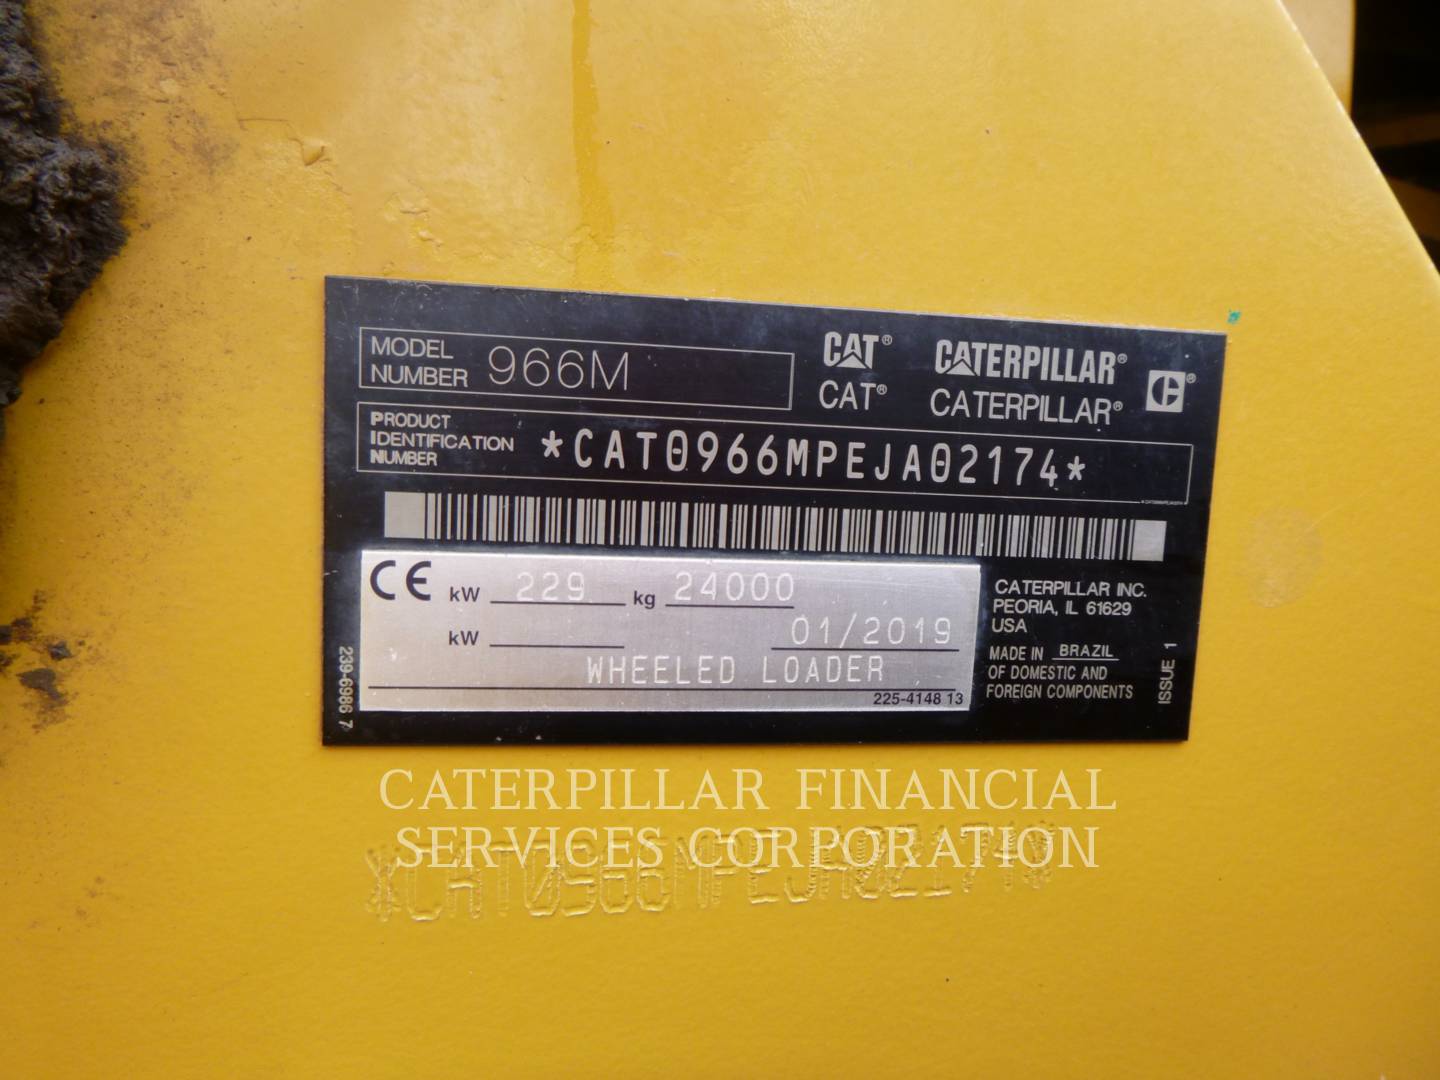 MODEL NUMBER 966M
CAT® CATERPILLAR®
CAT® CATERPILLAR®
PRODUCT IDENTIFICATION NUMBER *CAT0966MPEJA02174*
CE kW 229 kg 24000
kW 01/2019
WHEELED LOADER
225-4148 13
239-6986 7
CATERPILLAR INC.
PEORIA, IL 61629
USA
MADE IN BRAZIL
OF DOMESTIC AND
FOREIGN COMPONENTS
ISSUE 1
CATERPILLAR FINANCIAL
SERVICES CORPORATION
*CAT0966MPEJA02174*